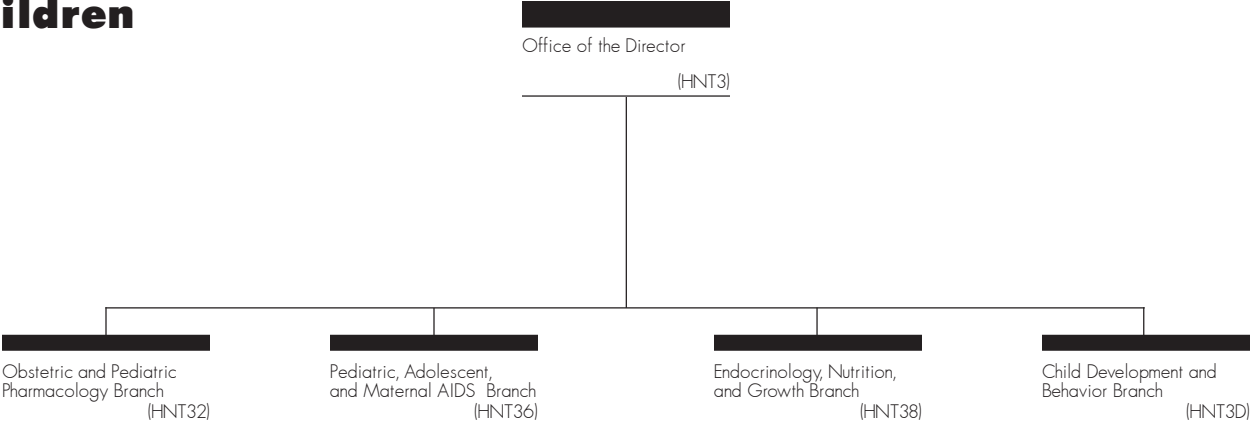 ildren
Office of the Director
(HNT3)
Obstetric and Pediatric
Pharmacology Branch
(HNT32)
Pediatric, Adolescent,
and Maternal AIDS Branch
(HNT36)
Endocrinology, Nutrition,
and Growth Branch
(HNT38)
Child Development and
Behavior Branch
(HNT3D)